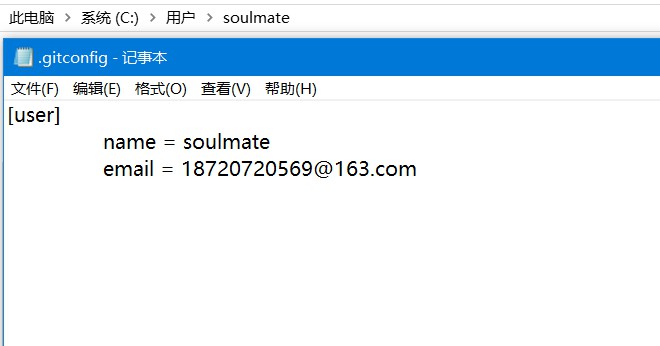 此电脑 > 系统 (C:) > 用户 > soulmate
.gitconfig - 记事本
文件(F) 编辑(E) 格式(O) 查看(V) 帮助(H)
[user]
name = soulmate
email = 18720720569@163.com